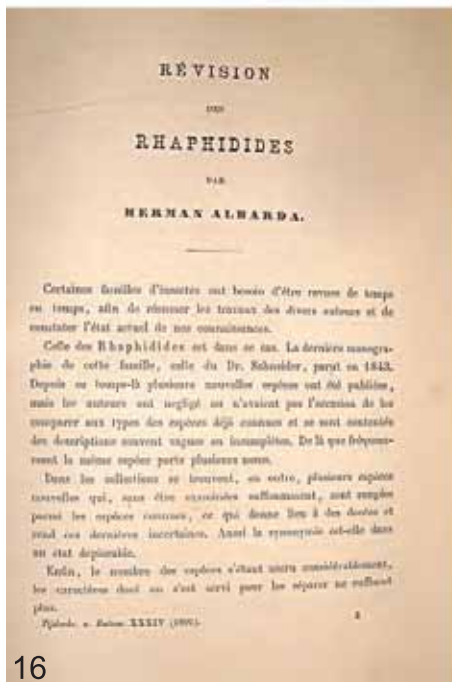 RÉVISION
DES
RHAPHIDIDES
PAR
HERMAN ALBARDA.
Certaines familles d'insectes ont besoin d'être revues de temps
en temps, afin de résumer les travaux des divers auteurs et de
constater l'état actuel de nos connaissances.
Celle des Rhaphidides est dans ce cas. La dernière monogra-
phie de cette famille, celle du Dr. Schneider, parut en 1843.
Depuis ce temps-là plusieurs nouvelles espèces ont été publiées,
mais les auteurs ont négligé ou n'avaient pas l'occasion de les
comparer aux types des espèces déjà connues et se sont contentés
des descriptions souvent vagues ou incomplètes. De là que fréquem-
ment la même espèce porte plusieurs noms.
Dans les collections se trouvent, en outre, plusieurs espèces
nouvelles qui, sans être examinées suffisamment, sont rangées
parmi les espèces connues, ce qui donne lieu à des doutes et
rend ces dernières incertaines. Aussi la synonymie est-elle dans
un état déplorable.
Enfin, le nombre des espèces s'étant accru considérablement,
les caractères dont on s'est servi pour les séparer ne suffisent
plus.
Tijdschr. v. Entom. XXXIV (1891).
16